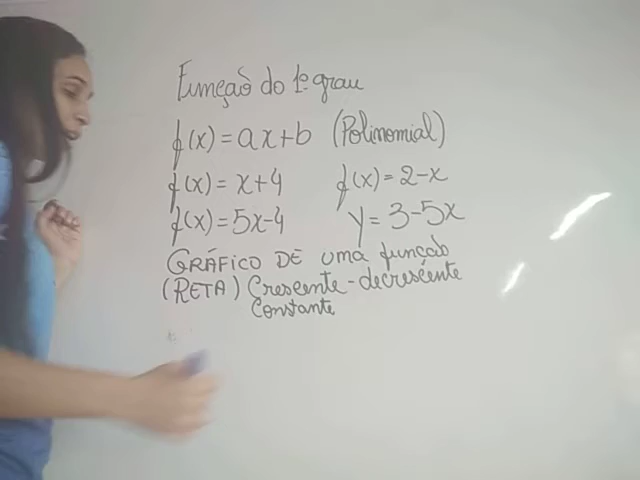 Função do 1º grau
f(x) = ax+b (Polinomial)
f(x) = x+4 f(x) = 2-x
f(x) = 5x-4 y = 3-5x
GRÁFICO DE uma função
(RETA) Crescente - decrescente
Constante